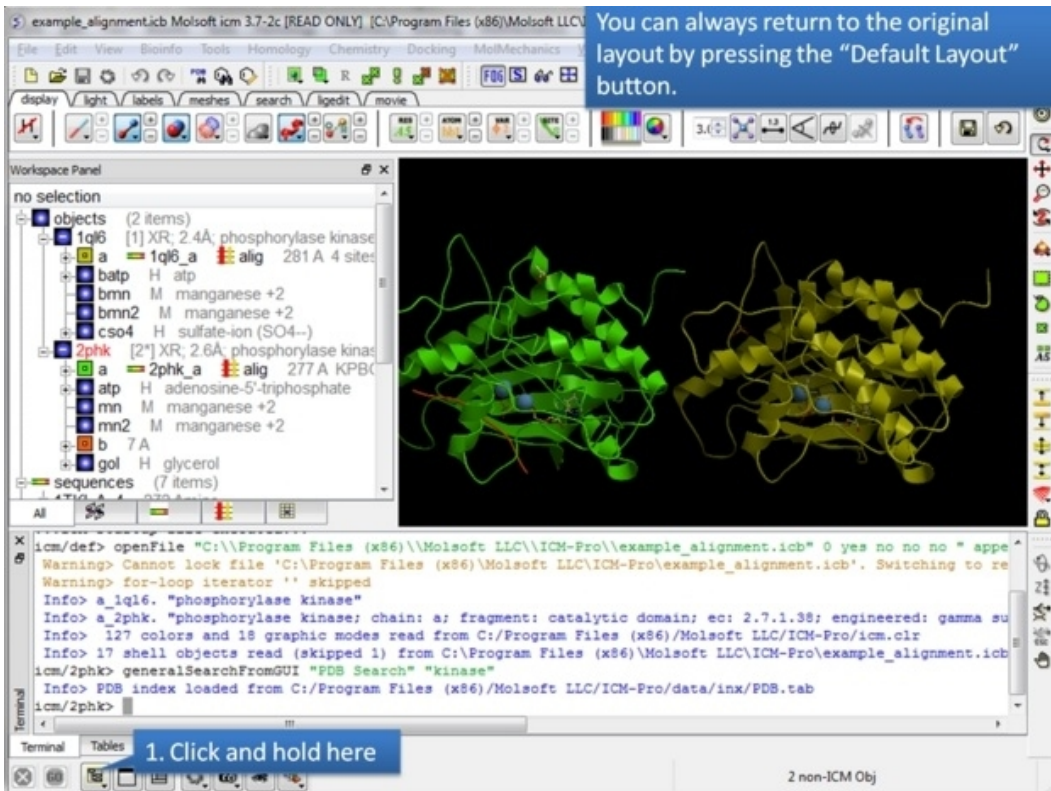 example_alignment.icb Molsoft icm 3.7-2c [READ ONLY] [C:\Program Files (x86)\Molsoft LLC\
You can always return to the original
layout by pressing the “Default Layout”
button.
File Edit View Bioinfo Tools Homology Chemistry Docking MolMechanics
display light labels meshes search ligedit movie
Workspace Panel
no selection
objects (2 items)
1ql6 [1] XR; 2.4Å; phosphorylase kinase
a 1ql6_a alig 281 A 4 sites
batp H atp
bmn M manganese +2
bmn2 M manganese +2
cso4 H sulfate-ion (SO4--)
2phk [2*] XR; 2.6Å; phosphorylase kinas
a 2phk_a alig 277 A KPBG
atp H adenosine-5'-triphosphate
mn M manganese +2
mn2 M manganese +2
b 7 A
gol H glycerol
sequences (7 items)
All
icm/def> openFile "C:\\Program Files (x86)\\Molsoft LLC\\ICM-Pro\\example_alignment.icb" 0 yes no no no " appe
Warning> Cannot lock file 'C:\Program Files (x86)\Molsoft LLC\ICM-Pro\example_alignment.icb'. Switching to re
Warning> for-loop iterator '' skipped
Info> a_1ql6. "phosphorylase kinase"
Info> a_2phk. "phosphorylase kinase; chain: a; fragment: catalytic domain; ec: 2.7.1.38; engineered: gamma su
Info> 127 colors and 18 graphic modes read from C:/Program Files (x86)/Molsoft LLC/ICM-Pro/icm.clr
Info> 17 shell objects read (skipped 1) from C:\Program Files (x86)\Molsoft LLC\ICM-Pro\example_alignment.icb
icm/2phk> generalSearchFromGUI "PDB Search" "kinase"
Info> PDB index loaded from C:/Program Files (x86)/Molsoft LLC/ICM-Pro/data/inx/PDB.tab
icm/2phk>
Terminal
Terminal Tables
1. Click and hold here
2 non-ICM Obj